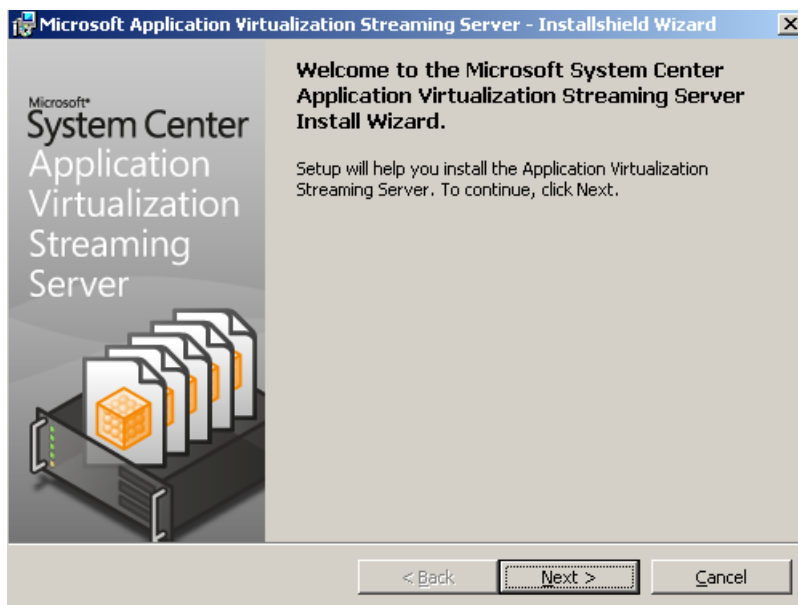 Microsoft Application Virtualization Streaming Server - Installshield Wizard
Microsoft®
System Center
Application
Virtualization
Streaming
Server
Welcome to the Microsoft System Center
Application Virtualization Streaming Server
Install Wizard.
Setup will help you install the Application Virtualization
Streaming Server. To continue, click Next.
< Back
Next >
Cancel